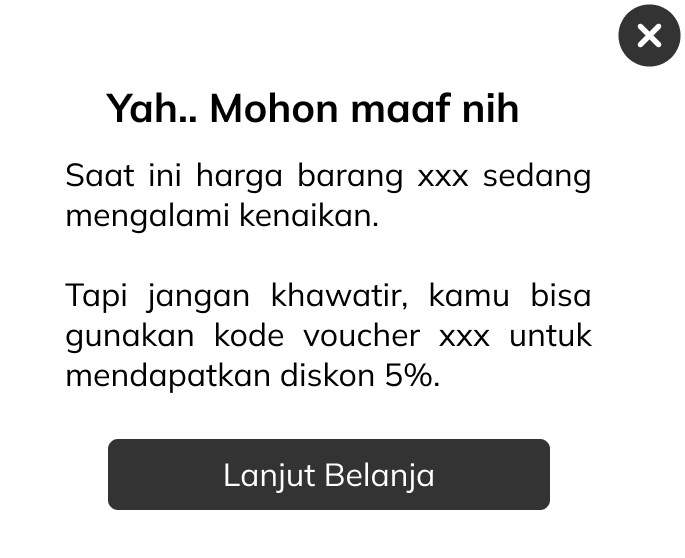 Yah.. Mohon maaf nih
Saat ini harga barang xxx sedang
mengalami kenaikan.
Tapi jangan khawatir, kamu bisa
gunakan kode voucher xxx untuk
mendapatkan diskon 5%.
Lanjut Belanja